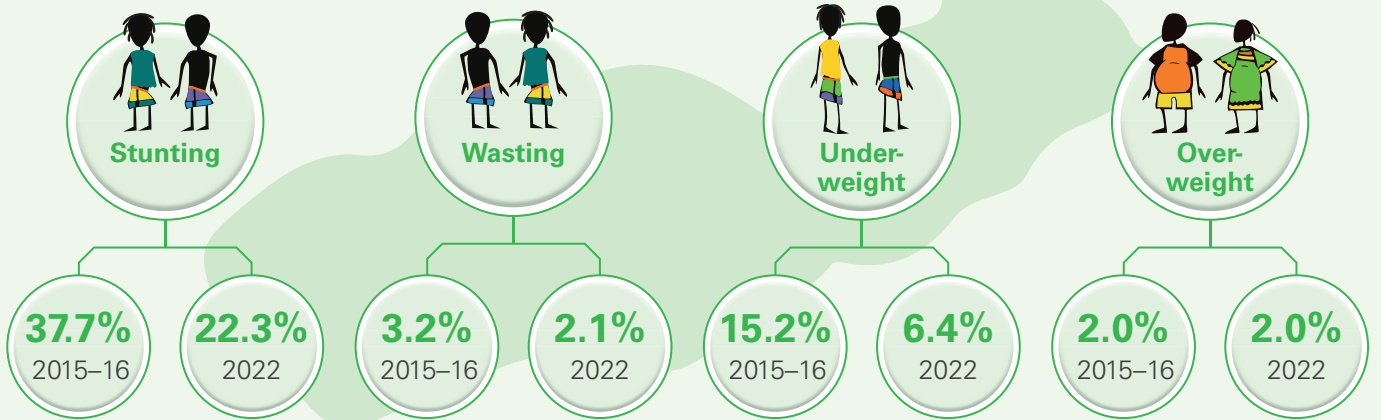 Stunting
Wasting
Under-
weight
Over-
weight
37.7%
2015–16
22.3%
2022
3.2%
2015–16
2.1%
2022
15.2%
2015–16
6.4%
2022
2.0%
2015–16
2.0%
2022